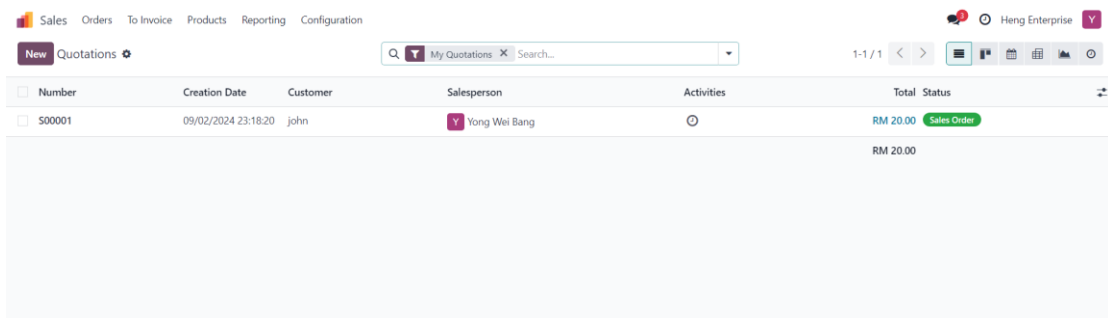 Sales Orders To Invoice Products Reporting Configuration 3 Heng Enterprise Y
New Quotations My Quotations Search... 1-1 / 1
Number Creation Date Customer Salesperson Activities Total Status
S00001 09/02/2024 23:18:20 john Y Yong Wei Bang RM 20.00 Sales Order
RM 20.00